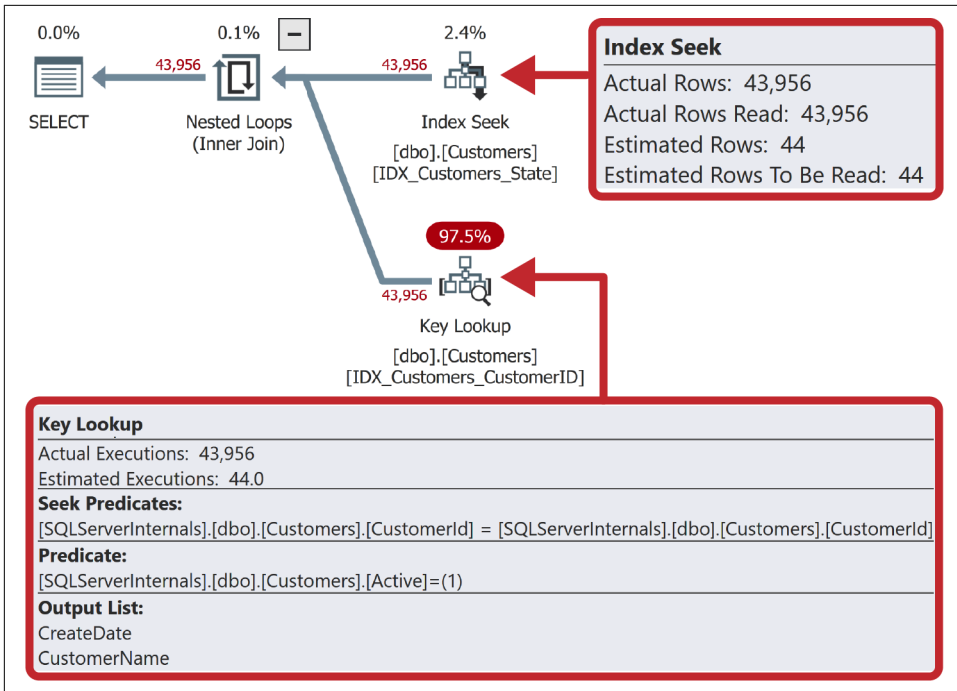 0.0%
0.1%
2.4%
43,956
43,956
SELECT
Nested Loops
(Inner Join)
Index Seek
[dbo].[Customers]
[IDX_Customers_State]
Index Seek
Actual Rows: 43,956
Actual Rows Read: 43,956
Estimated Rows: 44
Estimated Rows To Be Read: 44
97.5%
43,956
Key Lookup
[dbo].[Customers]
[IDX_Customers_CustomerID]
Key Lookup
Actual Executions: 43,956
Estimated Executions: 44.0
Seek Predicates:
[SQLServerInternals].[dbo].[Customers].[CustomerId] = [SQLServerInternals].[dbo].[Customers].[CustomerId]
Predicate:
[SQLServerInternals].[dbo].[Customers].[Active]=(1)
Output List:
CreateDate
CustomerName